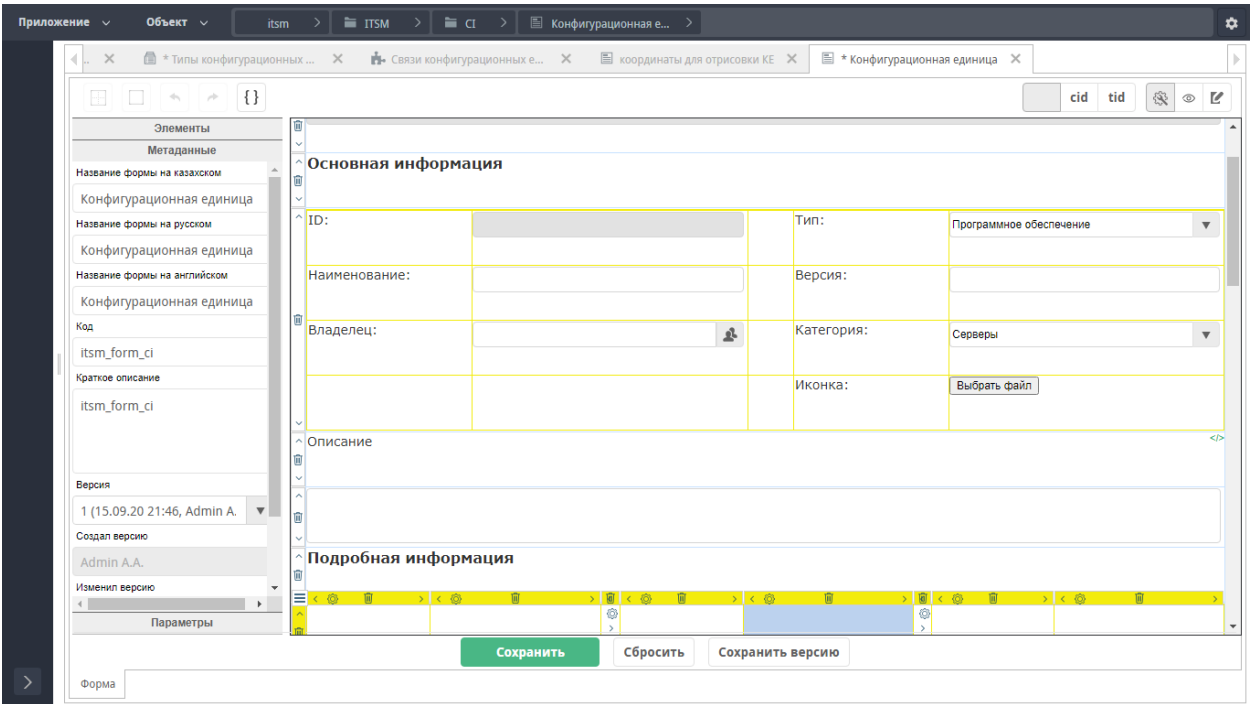 Приложение Объект itsm ITSM CI Конфигурационная е...
.. * Типы конфигурационных ... Связи конфигурационных е... координаты для отрисовки КЕ * Конфигурационная единица
{ } cid tid
Элементы
Метаданные
Название формы на казахском
Конфигурационная единица
Название формы на русском
Конфигурационная единица
Название формы на английском
Конфигурационная единица
Код
itsm_form_ci
Краткое описание
itsm_form_ci
Версия
1 (15.09.20 21:46, Admin A.
Создал версию
Admin A.A.
Изменил версию
Параметры
Основная информация
ID: Тип: Программное обеспечение
Наименование: Версия:
Владелец: Категория: Серверы
Иконка: Выбрать файл
Описание </>
Подробная информация
Сохранить Сбросить Сохранить версию
Форма